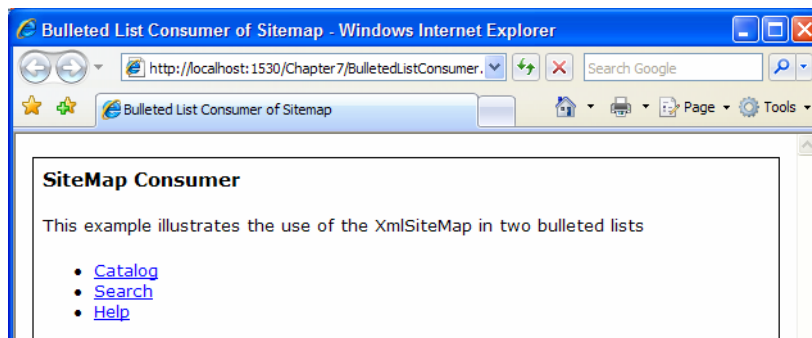 Bulleted List Consumer of Sitemap - Windows Internet Explorer
http://localhost:1530/Chapter7/BulletedListConsumer.
Search Google
Bulleted List Consumer of Sitemap
Page
Tools
SiteMap Consumer
This example illustrates the use of the XmlSiteMap in two bulleted lists
• Catalog
• Search
• Help